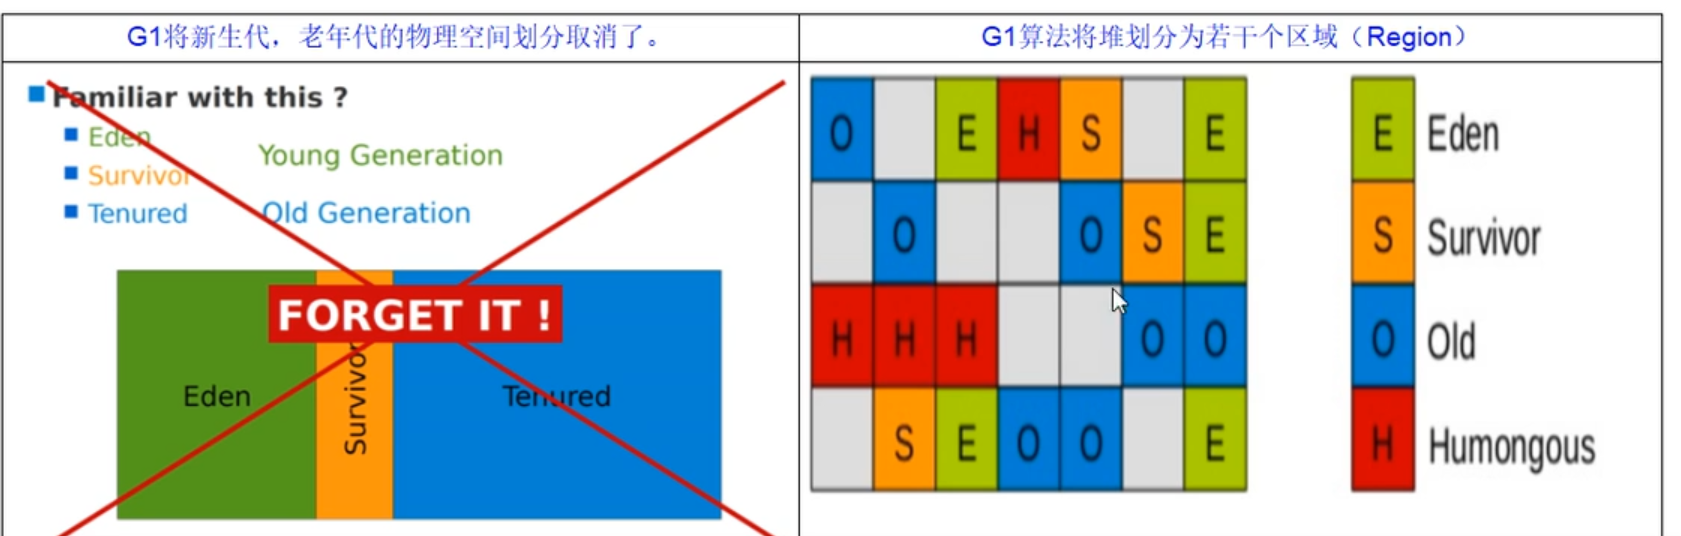 G1将新生代，老年代的物理空间划分取消了。
Familiar with this ?
Eden
Survivor
Tenured
Young Generation
Old Generation
FORGET IT !
Eden
Survivor
Tenured
G1算法将堆划分为若干个区域（Region）
O E H S E
O O S E
H H H O O
S E O O E
E Eden
S Survivor
O Old
H Humongous